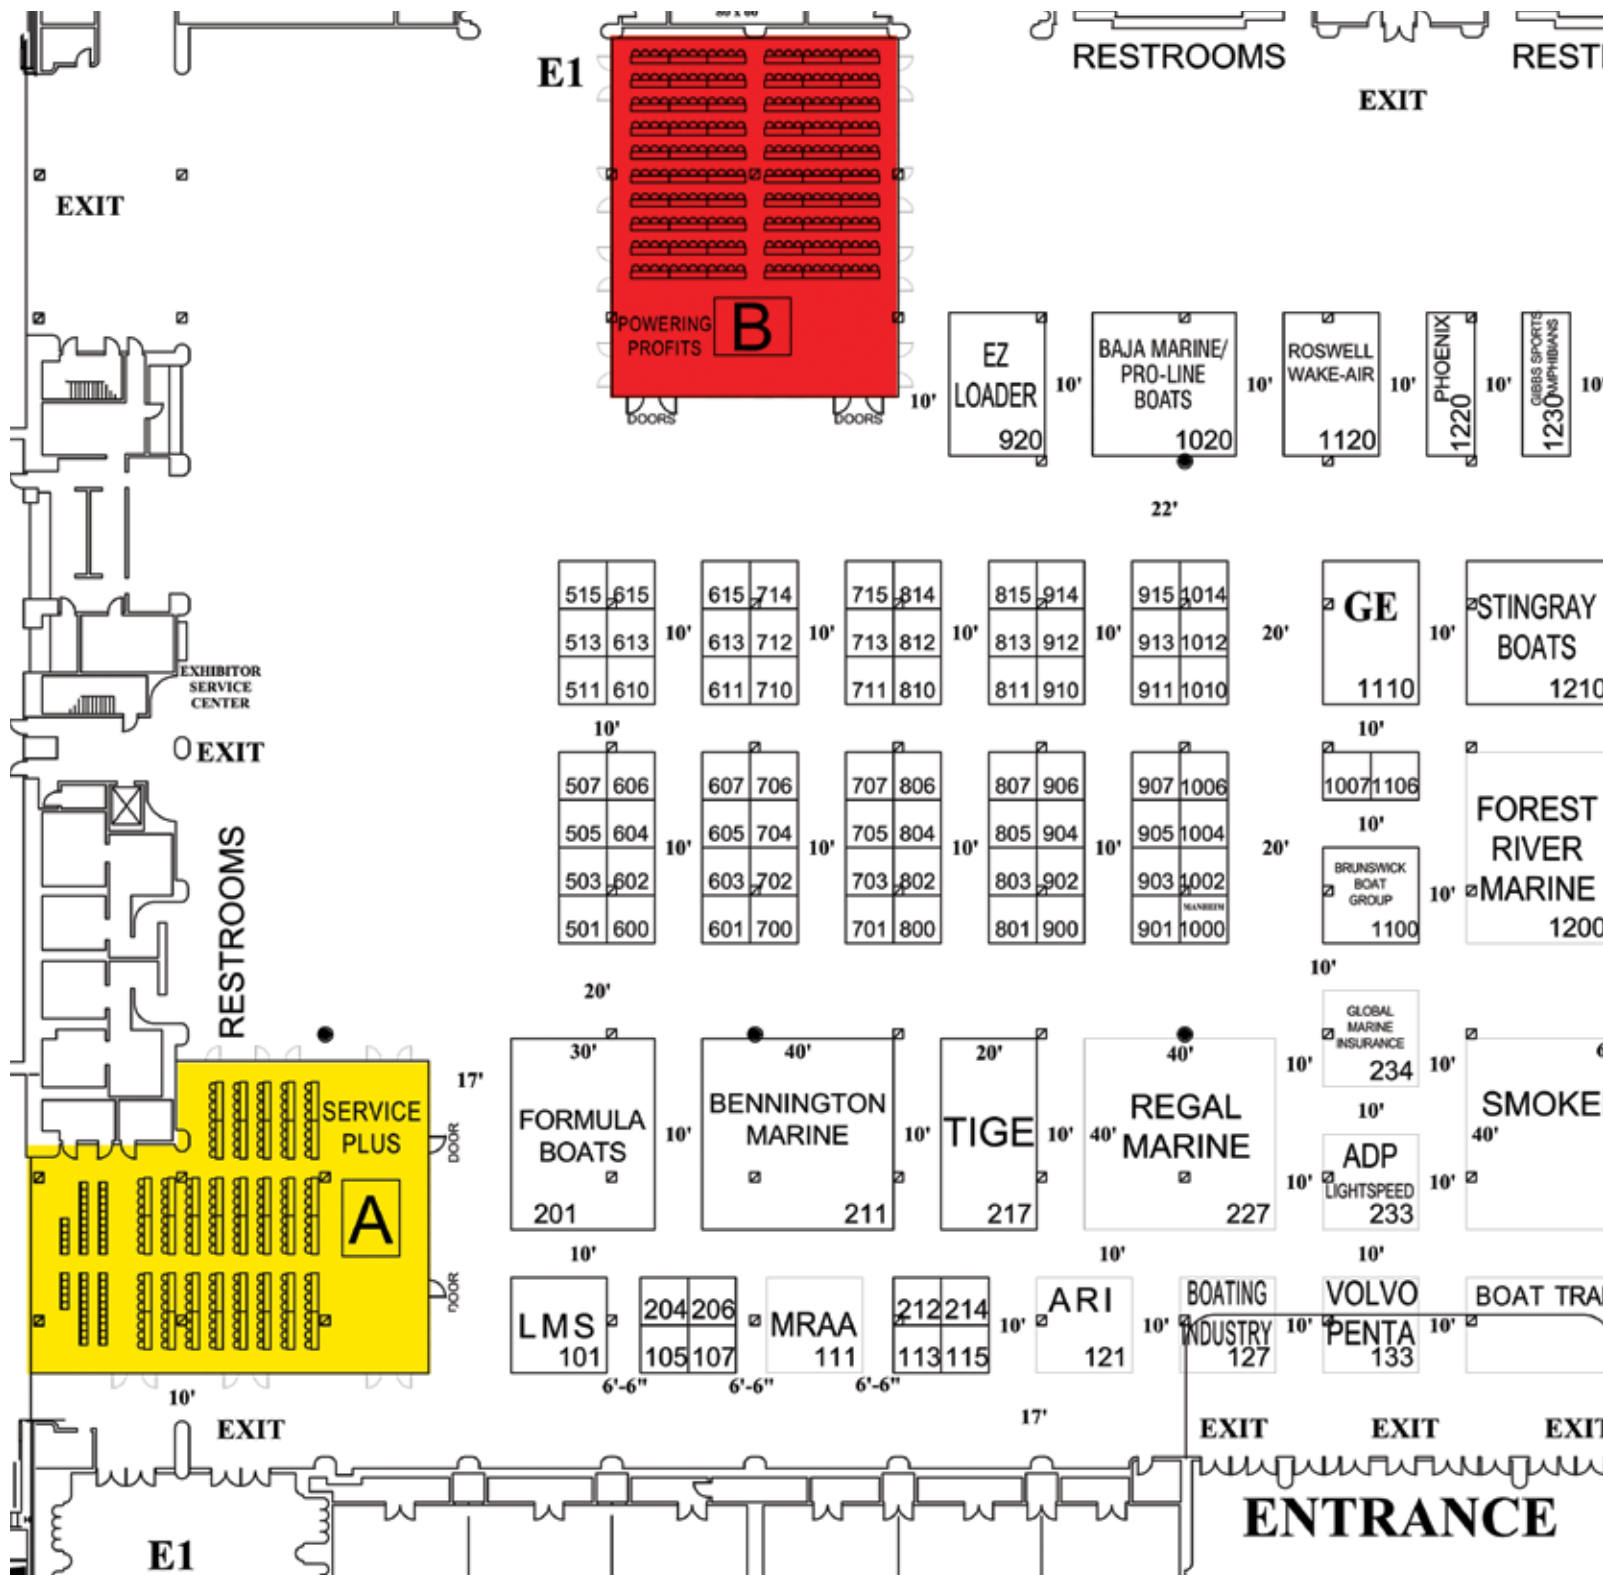 E1
RESTROOMS
EXIT
EXIT
POWERING
PROFITS
B
DOORS
DOORS
10'
EZ
LOADER
920
10'
BAJA MARINE/
PRO-LINE
BOATS
1020
10'
ROSWELL
WAKE-AIR
1120
10'
PHOENIX
1220
10'
GIBBS SPORTS
AMPHIBIANS
1230
10'
22'
515 615
513 613
511 610
10'
615 714
613 712
611 710
10'
715 814
713 812
711 810
10'
815 914
813 912
811 910
10'
915 1014
913 1012
911 1010
20'
GE
1110
10'
STINGRAY
BOATS
1210
EXHIBITOR
SERVICE
CENTER
EXIT
10'
10'
507 606
505 604
503 602
501 600
10'
607 706
605 704
603 702
601 700
10'
707 806
705 804
703 802
701 800
10'
807 906
805 904
803 902
801 900
10'
907 1006
905 1004
903 1002
MANHEIM
901 1000
20'
1007 1106
10'
BRUNSWICK
BOAT
GROUP
1100
10'
FOREST
RIVER
MARINE
1200
RESTROOMS
10'
20'
GLOBAL
MARINE
INSURANCE
234
10'
10'
10'
SERVICE
PLUS
A
DOOR
DOOR
17'
30'
FORMULA
BOATS
201
10'
40'
BENNINGTON
MARINE
211
10'
20'
TIGE
217
10'
40'
40'
REGAL
MARINE
227
10'
ADP
LIGHTSPEED
233
10'
40'
10'
10'
10'
LMS
101
204 206
105 107
MRAA
111
212 214
113 115
10'
ARI
121
10'
BOATING
INDUSTRY
127
10'
VOLVO
PENTA
133
10'
BOAT
6'-6"
6'-6"
6'-6"
10'
EXIT
17'
EXIT
EXIT
EXIT
ENTRANCE
E1